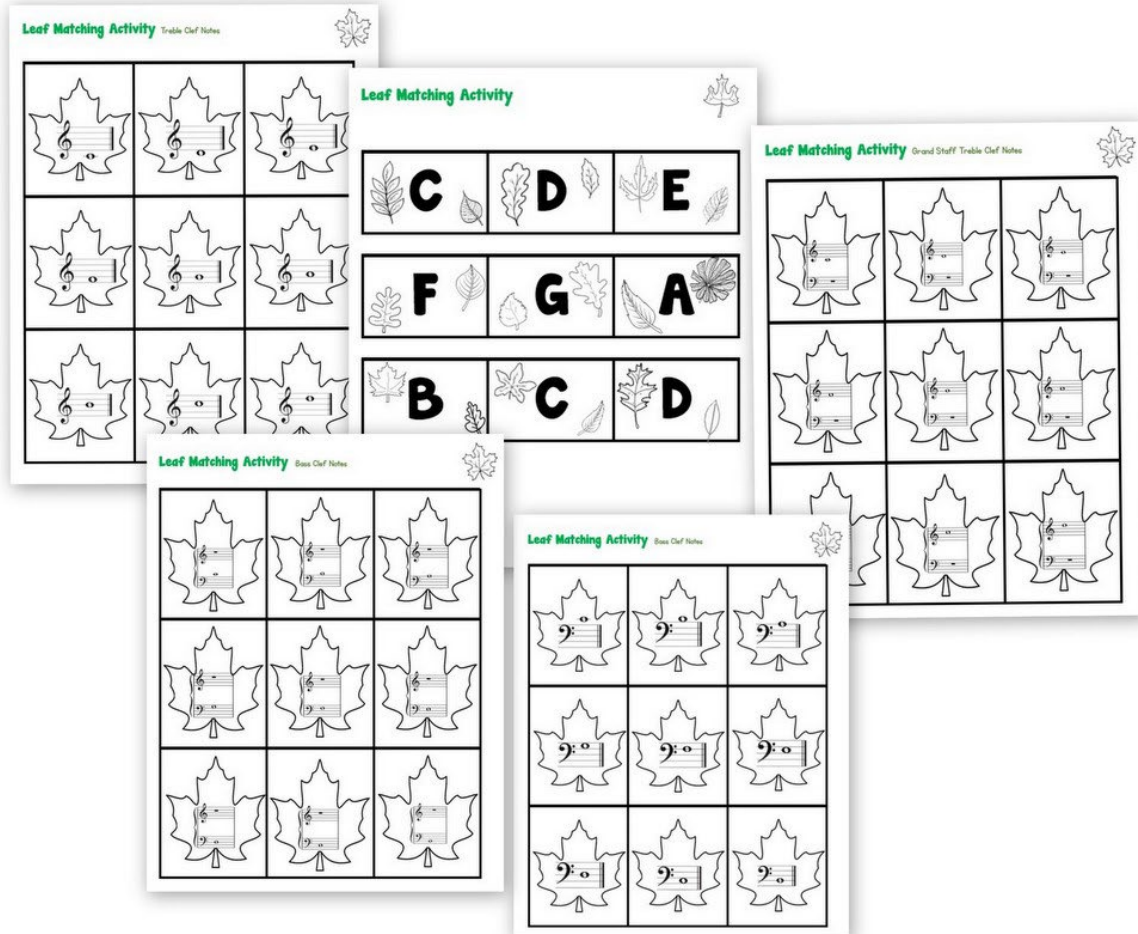 Leaf Matching Activity Treble Clef Notes
Leaf Matching Activity
C D E
F G A
B C D
Leaf Matching Activity Grand Staff Treble Clef Notes
Leaf Matching Activity Bass Clef Notes
Leaf Matching Activity Bass Clef Notes